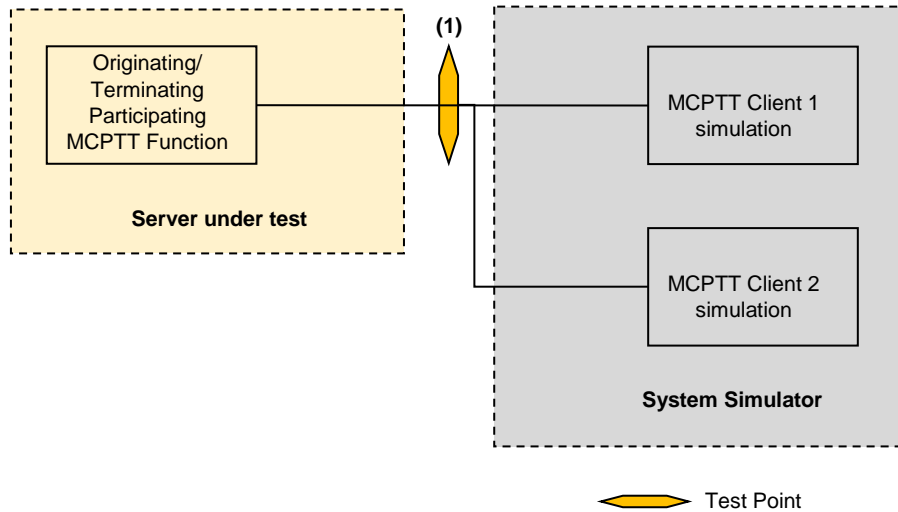 (1)
Originating/
Terminating
Participating
MCPTT Function
Server under test
MCPTT Client 1
simulation
MCPTT Client 2
simulation
System Simulator
Test Point